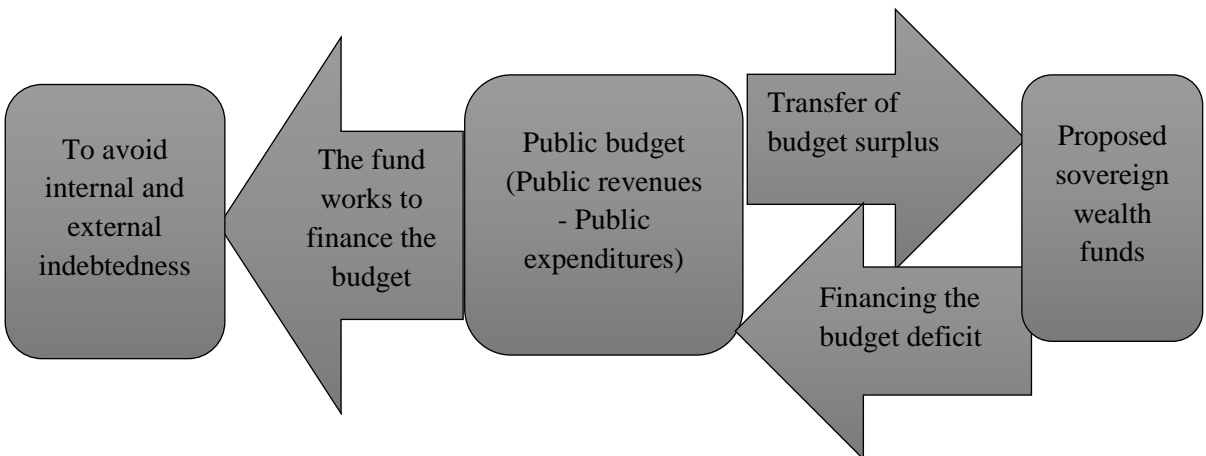 To avoid
internal and
external
indebtedness
The fund
works to
finance the
budget
Public budget
(Public revenues
- Public
expenditures)
Transfer of
budget surplus
Financing the
budget deficit
Proposed
sovereign
wealth
funds